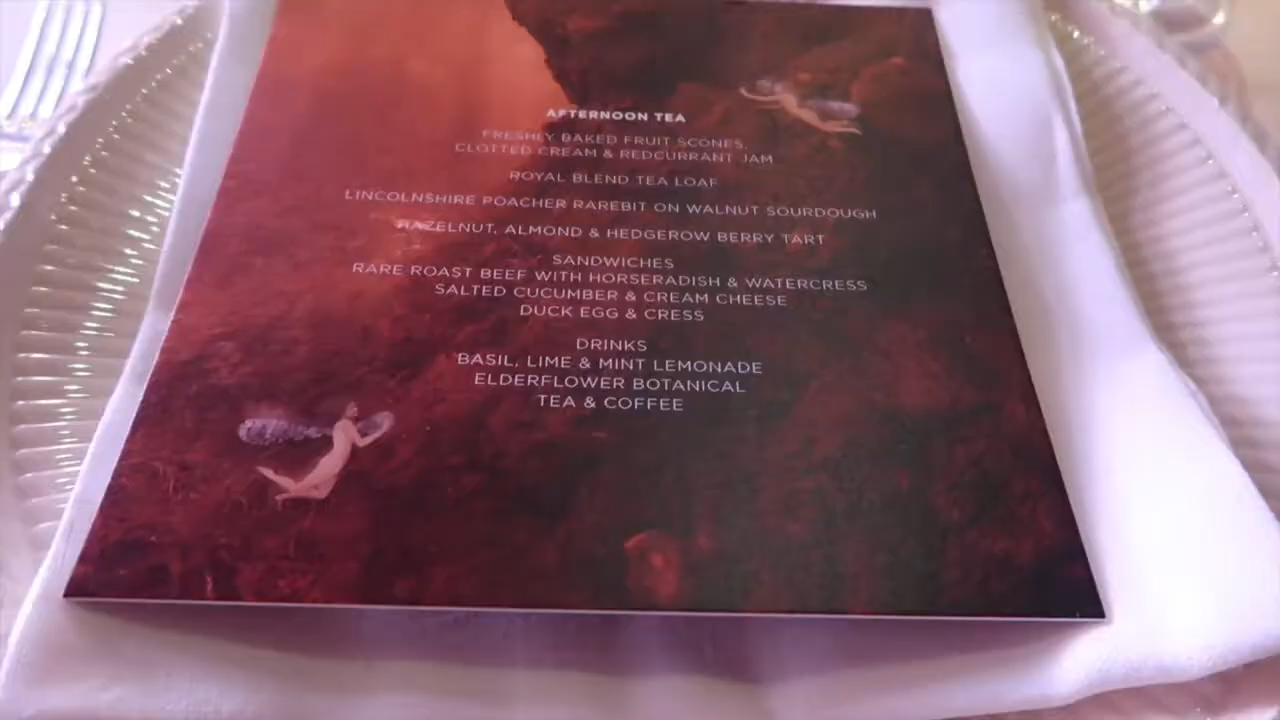 AFTERNOON TEA
FRESHLY BAKED FRUIT SCONES,
CLOTTED CREAM & REDCURRANT JAM
ROYAL BLEND TEA LOAF
LINCOLNSHIRE POACHER RAREBIT ON WALNUT SOURDOUGH
HAZELNUT, ALMOND & HEDGEROW BERRY TART
SANDWICHES
RARE ROAST BEEF WITH HORSERADISH & WATERCRESS
SALTED CUCUMBER & CREAM CHEESE
DUCK EGG & CRESS
DRINKS
BASIL, LIME & MINT LEMONADE
ELDERFLOWER BOTANICAL
TEA & COFFEE